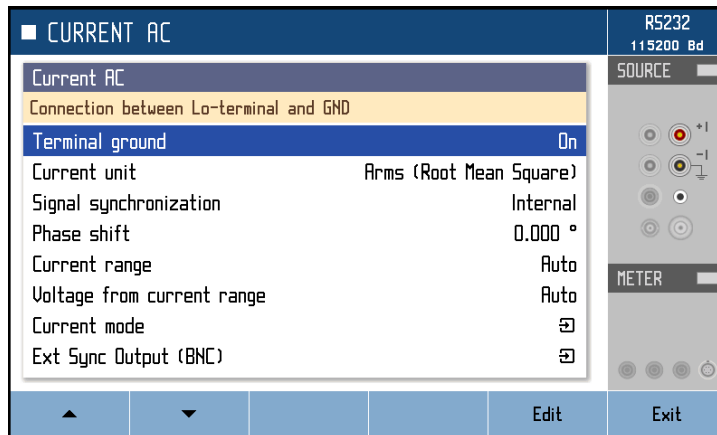 CURRENT AC
RS232
115200 Bd
Current AC
Connection between Lo-terminal and GND
Terminal ground On
Current unit Arms (Root Mean Square)
Signal synchronization Internal
Phase shift 0.000 °
Current range Auto
Voltage from current range Auto
Current mode
Ext Sync Output (BNC)
SOURCE
+I
-I
METER
Edit
Exit